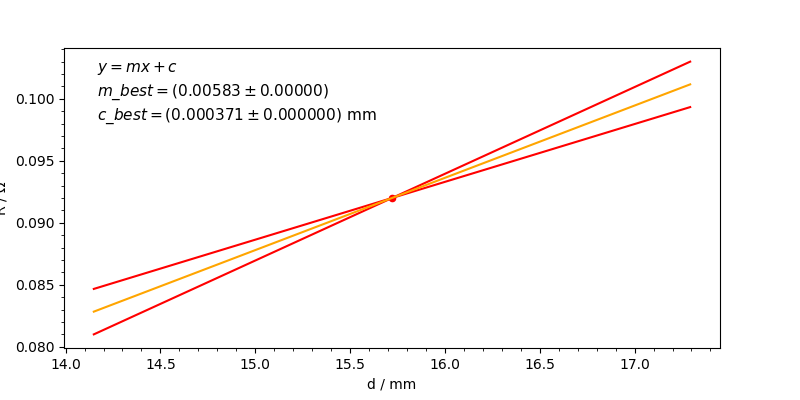 y = mx + c
m_best = (0.00583 ± 0.00000)
c_best = (0.000371 ± 0.000000) mm
0.100
0.095
0.090
0.085
0.080
14.0 14.5 15.0 15.5 16.0 16.5 17.0
d / mm